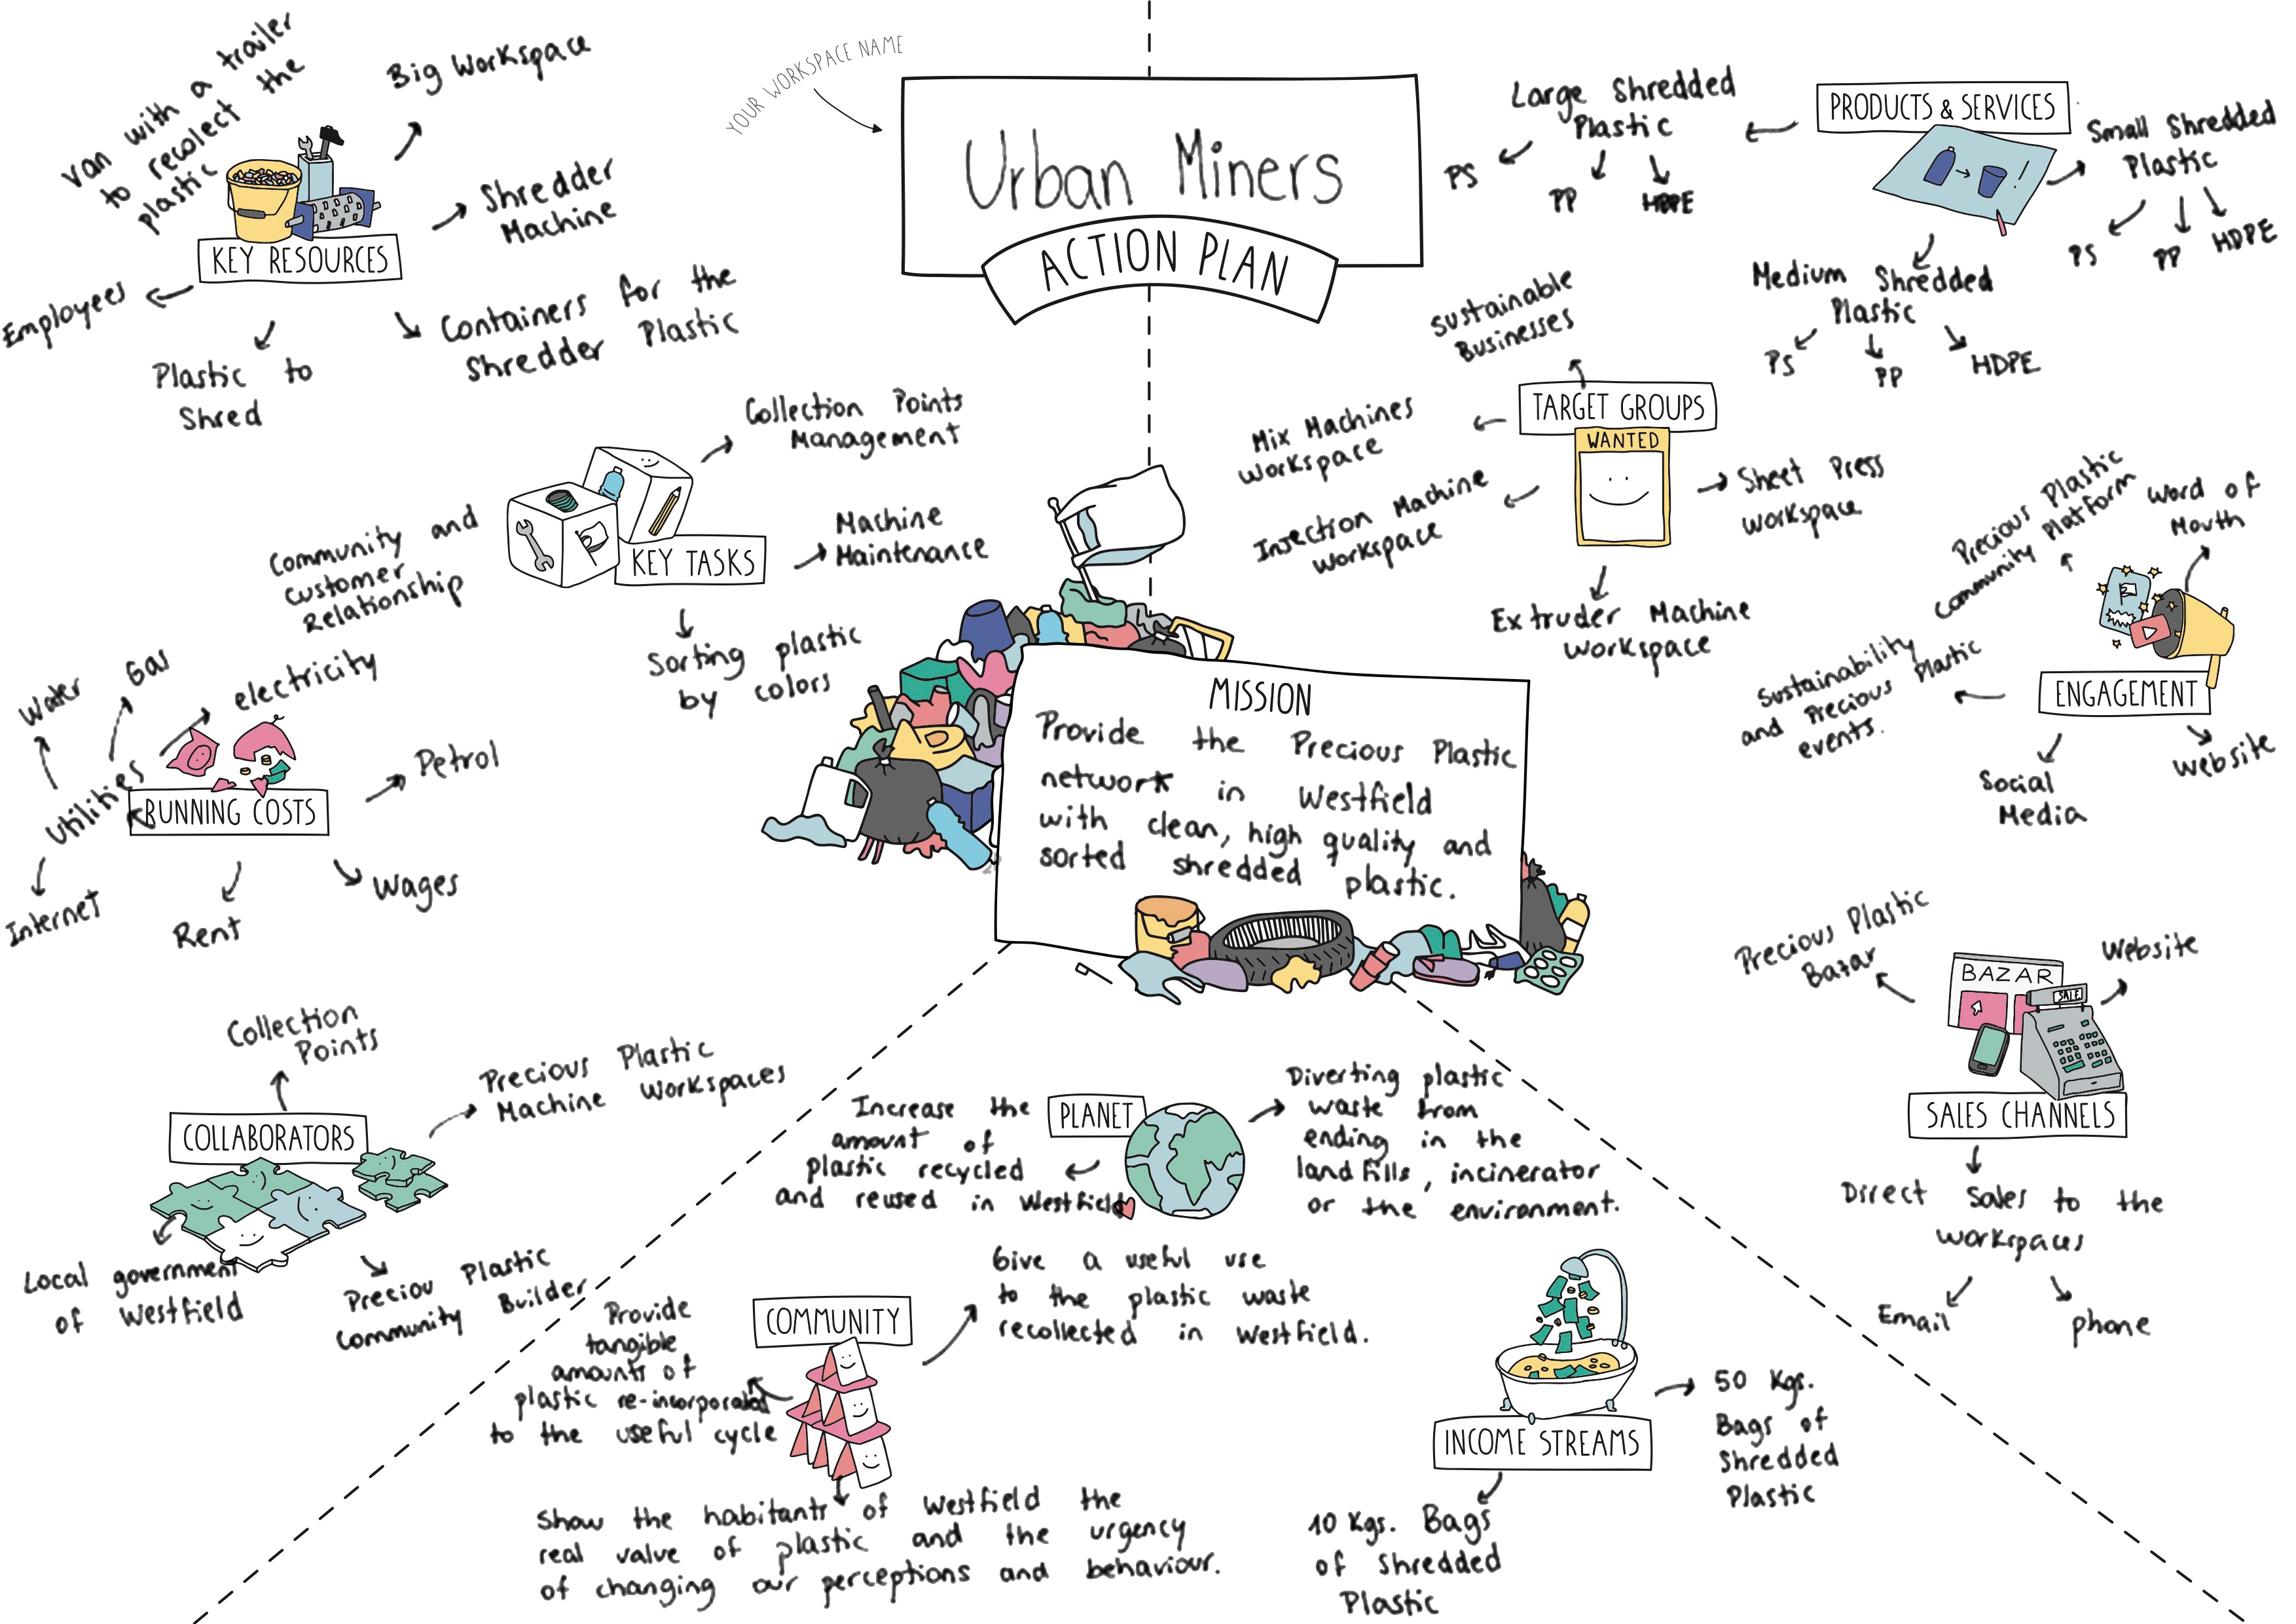 YOUR WORKSPACE NAME
Urban Miners
ACTION PLAN
Van with a trailer
to recolect the
plastic
Big Workspace
Shredder
Machine
KEY RESOURCES
Employees
Plastic to
Shred
Containers for the
Shredder Plastic
Collection Points
Management
Machine
Maintenance
KEY TASKS
Community and
Customer
Relationship
Sorting plastic
by colors
Water
Gas
electricity
Utilities
RUNNING COSTS
Petrol
Internet
Rent
Wages
Collection
Points
Precious Plastic
Machine Workspaces
COLLABORATORS
Local government
of Westfield
Preciou Plastic
Community Builder
MISSION
Provide the Precious Plastic
network in Westfield
with clean, high quality and
sorted shredded plastic.
PRODUCTS & SERVICES
Large Shredded
Plastic
PS
PP
HDPE
Small Shredded
Plastic
PS
PP
HDPE
Medium Shredded
Plastic
PS
PP
HDPE
Sustainable
Businesses
TARGET GROUPS
WANTED
Mix Machines
Workspace
Injection Machine
Workspace
Sheet Press
Workspace
Extruder Machine
Workspace
Precious Plastic
Community Platform
Word of
Mouth
Sustainability
and Precious Plastic
events.
ENGAGEMENT
Social
Media
Website
Precious Plastic
Bazar
Website
BAZAR
SALE
SALES CHANNELS
Direct Sales to the
workspaces
Email
phone
PLANET
Increase the
amount of
plastic recycled
and reused in Westfield
Diverting plastic
waste from
ending in the
landfills, incinerator
or the environment.
COMMUNITY
Provide
tangible
amounts of
plastic re-incorporated
to the useful cycle
Give a useful use
to the plastic waste
recollected in Westfield.
Show the habitants of Westfield the
real value of plastic and the urgency
of changing our perceptions and behaviour.
INCOME STREAMS
50 Kgs.
Bags of
Shredded
Plastic
10 Kgs. Bags
of Shredded
Plastic